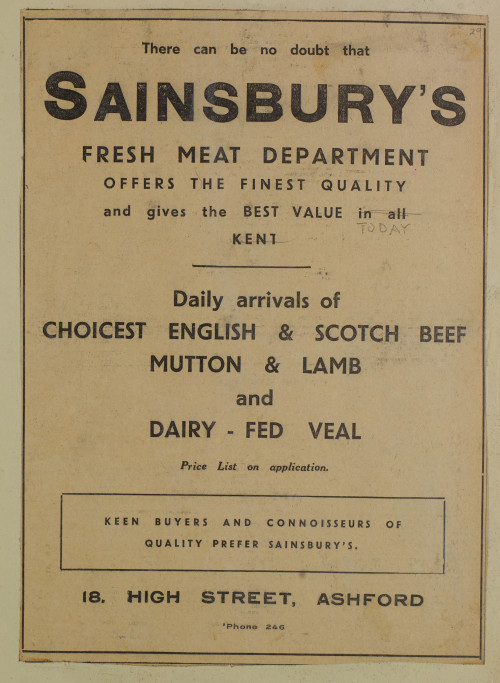 29
There can be no doubt that
SAINSBURY'S
FRESH MEAT DEPARTMENT
OFFERS THE FINEST QUALITY
and gives the BEST VALUE in all
TODAY
KENT
Daily arrivals of
CHOICEST ENGLISH & SCOTCH BEEF
MUTTON & LAMB
and
DAIRY - FED VEAL
Price List on application.
KEEN BUYERS AND CONNOISSEURS OF
QUALITY PREFER SAINSBURY'S.
18. HIGH STREET, ASHFORD
'Phone 246